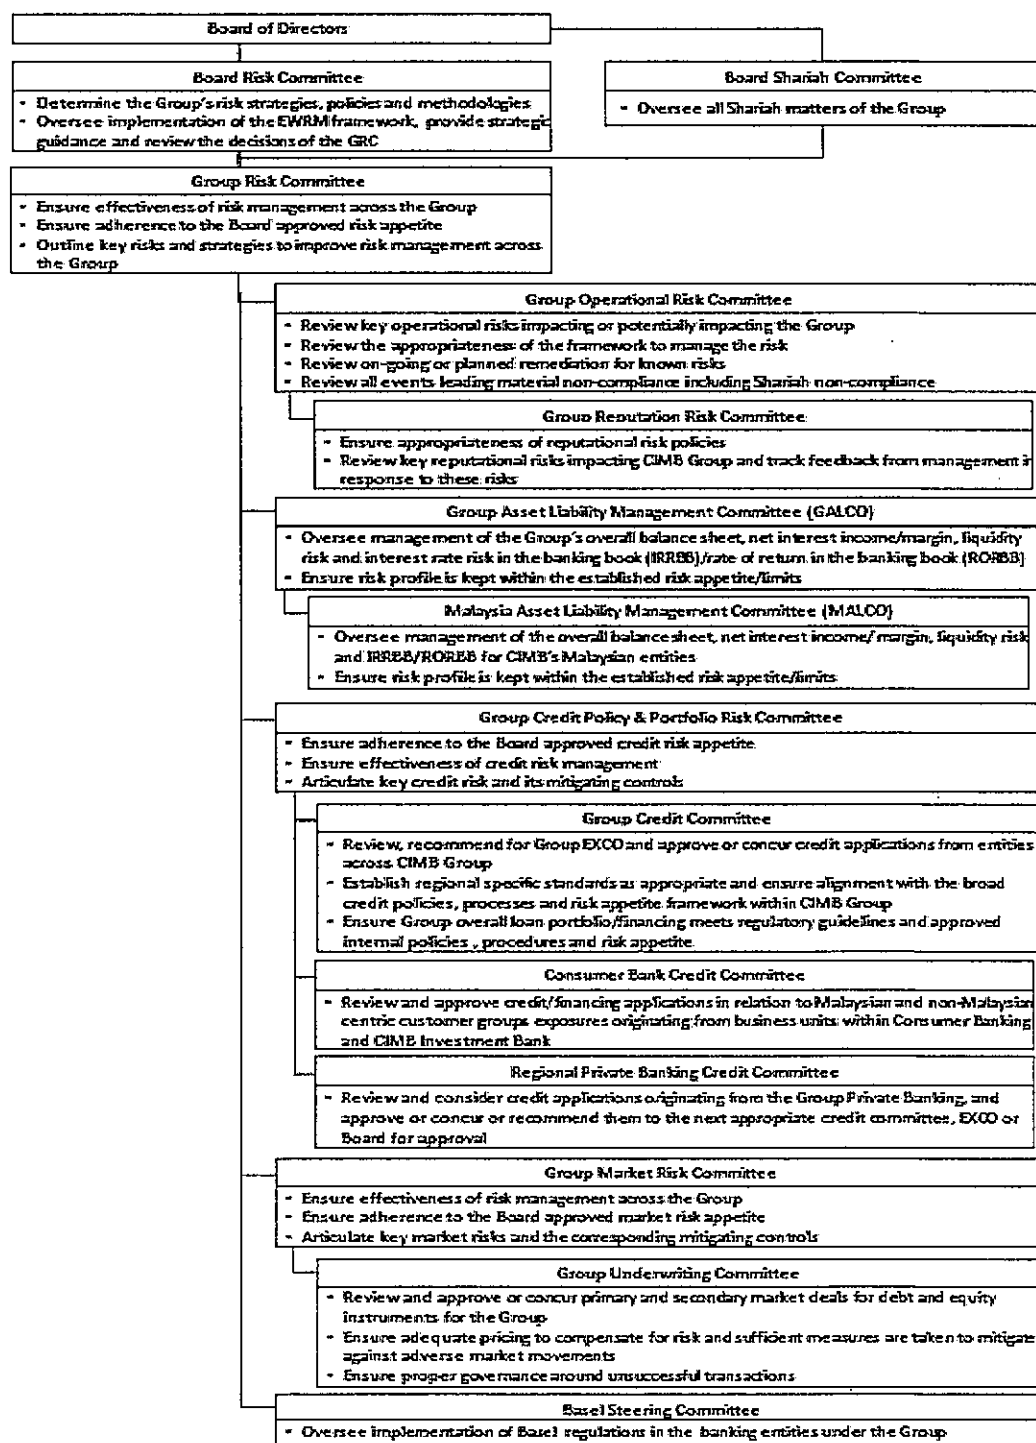 Board of Directors
Board Risk Committee
- Determine the Group's risk strategies, policies and methodologies
- Oversee implementation of the EWRM framework, provide strategic
guidance and review the decisions of the GRC
Board Shariah Committee
- Oversee all Shariah matters of the Group
Group Risk Committee
- Ensure effectiveness of risk management across the Group
- Ensure adherence to the Board approved risk appetite
- Outline key risks and strategies to improve risk management across
the Group
Group Operational Risk Committee
- Review key operational risks impacting or potentially impacting the Group
- Review the appropriateness of the framework to manage the risk
- Review on-going or planned remediation for known risks
- Review all events leading material non-compliance including Shariah non-compliance
Group Reputation Risk Committee
- Ensure appropriateness of reputational risk policies
- Review key reputational risks impacting CIMB Group and track feedback from management in
response to these risks
Group Asset Liability Management Committee (GALCO)
- Oversee management of the Group's overall balance sheet, net interest income/margin, liquidity
risk and interest rate risk in the banking book (IRRBB)/rate of return in the banking book (RORBB)
- Ensure risk profile is kept within the established risk appetite/limits
Malaysia Asset Liability Management Committee (MALCO)
- Oversee management of the overall balance sheet, net interest income/ margin, liquidity risk
and IRRBB/RORBB for CIMB's Malaysian entities
- Ensure risk profile is kept within the established risk appetite/limits
Group Credit Policy & Portfolio Risk Committee
- Ensure adherence to the Board approved credit risk appetite
- Ensure effectiveness of credit risk management
- Articulate key credit risk and its mitigating controls
Group Credit Committee
- Review, recommend for Group EXCO and approve or concur credit applications from entities
across CIMB Group
- Establish regional specific standards as appropriate and ensure alignment with the broad
credit policies, processes and risk appetite framework within CIMB Group
- Ensure Group overall loan portfolio/financing meets regulatory guidelines and approved
internal policies , procedures and risk appetite
Consumer Bank Credit Committee
- Review and approve credit/financing applications in relation to Malaysian and non-Malaysian
centric customer groups exposures originating from business units within Consumer Banking
and CIMB Investment Bank
Regional Private Banking Credit Committee
- Review and consider credit applications originating from the Group Private Banking, and
approve or concur or recommend them to the next appropriate credit committee, EXCO or
Board for approval
Group Market Risk Committee
- Ensure effectiveness of risk management across the Group
- Ensure adherence to the Board approved market risk appetite
- Articulate key market risks and the corresponding mitigating controls
Group Underwriting Committee
- Review and approve or concur primary and secondary market deals for debt and equity
instruments for the Group
- Ensure adequate pricing to compensate for risk and sufficient measures are taken to mitigate
against adverse market movements
- Ensure proper governance around unsuccessful transactions
Basel Steering Committee
- Oversee implementation of Basel regulations in the banking entities under the Group